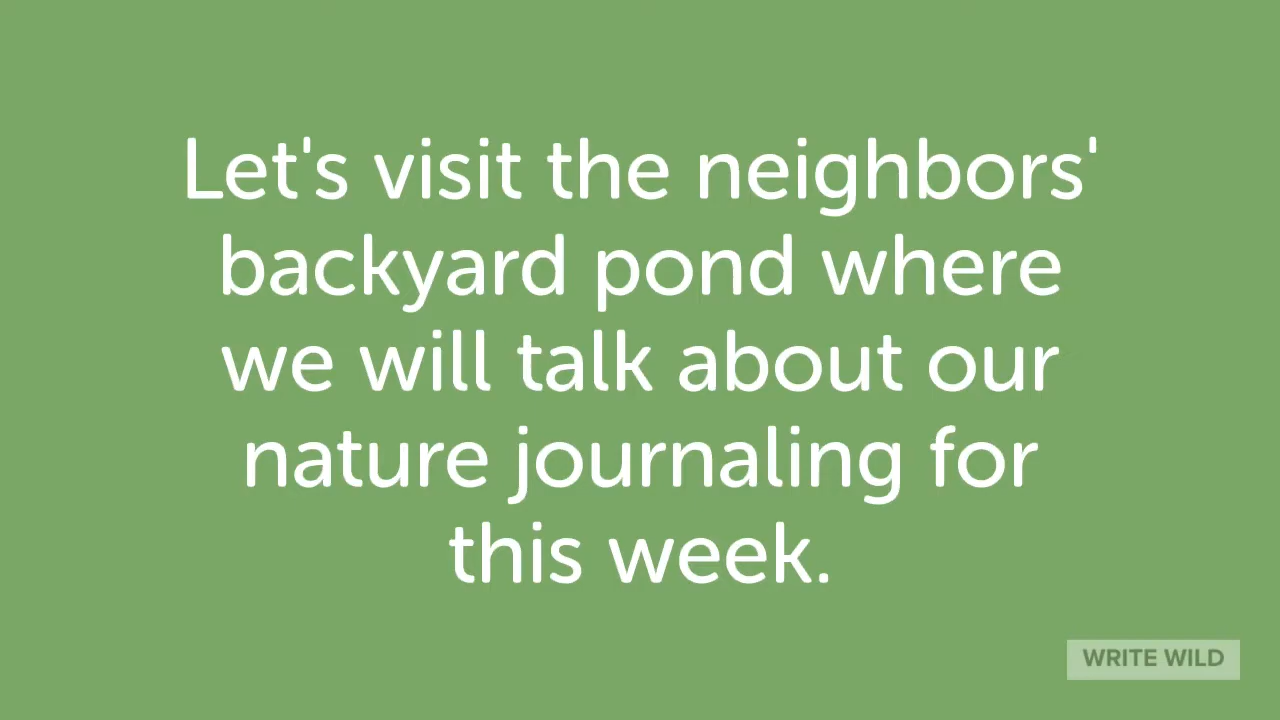 Let's visit the neighbors'
backyard pond where
we will talk about our
nature journaling for
this week.
WRITE WILD